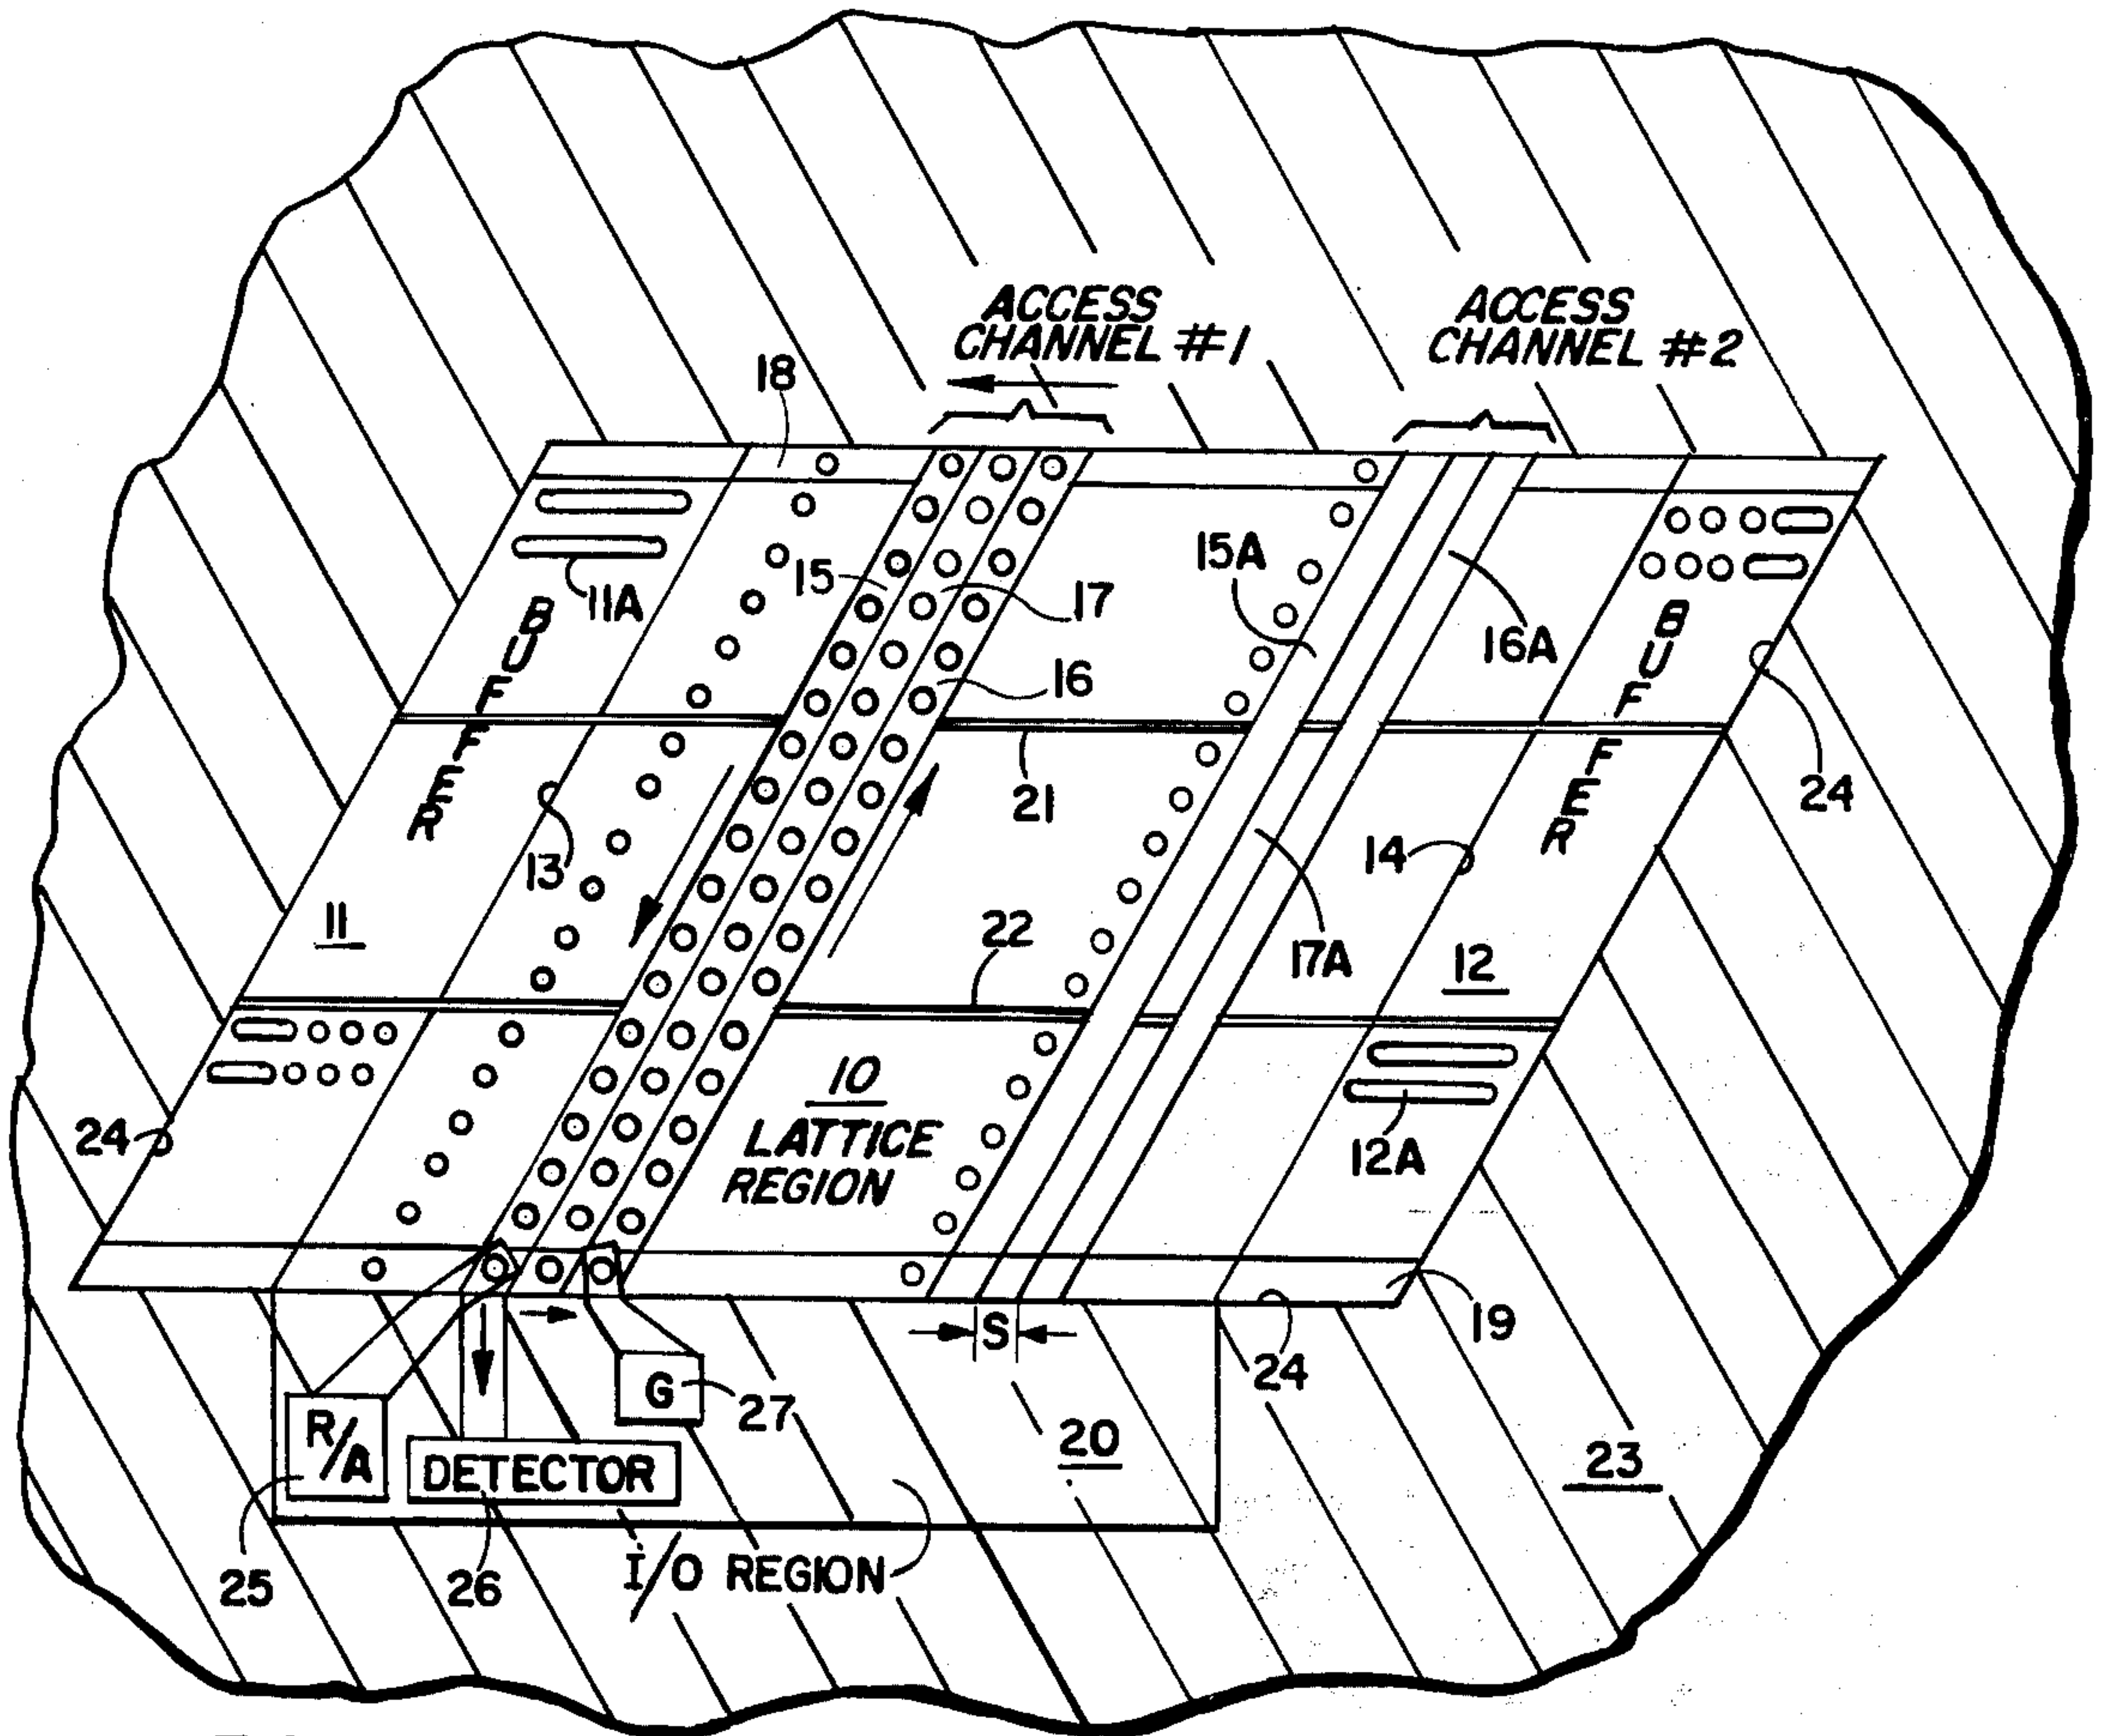 ACCESS
CHANNEL #1
ACCESS
CHANNEL #2
18
15
11A
17
15A
16A
16
BUFFER
BUFFER
21
24
13
14
11
22
17A
12
10
LATTICE
REGION
24
12A
S
19
24
G
27
R/A
DETECTOR
20
23
25
26
I/O REGION